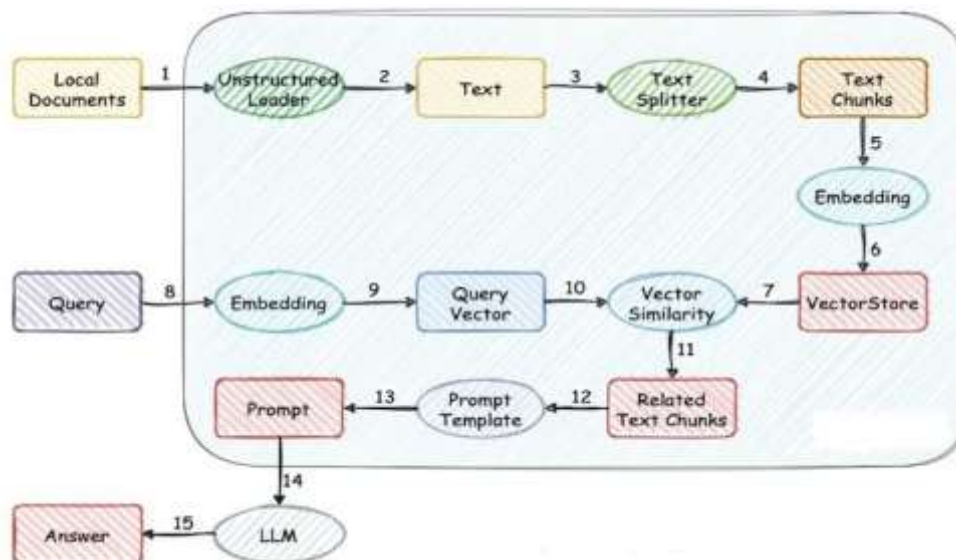 Local
Documents
1
Unstructured
Loader
2
Text
3
Text
Splitter
4
Text
Chunks
5
Embedding
6
Query
8
Embedding
9
Query
Vector
10
Vector
Similarity
7
VectorStore
11
Prompt
13
Prompt
Template
12
Related
Text Chunks
14
Answer
15
LLM